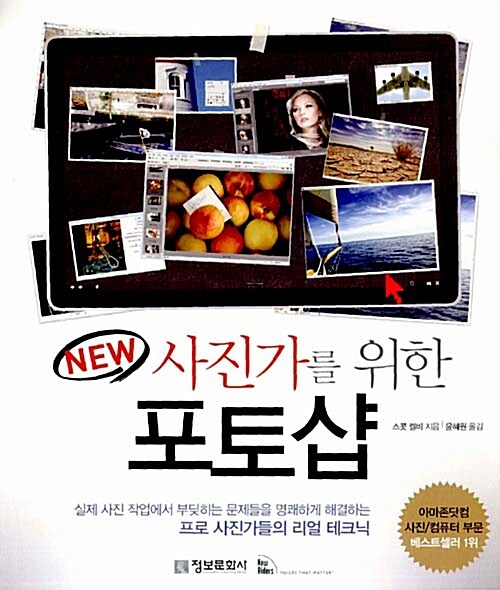 NEW 사진가를 위한
포토샵
스콧 켈비 지음 | 윤혜원 옮김
실제 사진 작업에서 부딪히는 문제들을 명쾌하게 해결하는
프로 사진가들의 리얼 테크닉
아마존닷컴
사진/컴퓨터 부문
베스트셀러 1위
정보문화사
New
Riders
VOICES THAT MATTER